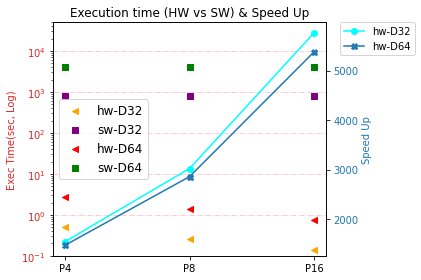 Execution time (HW vs SW) & Speed Up
hw-D32
hw-D64
Exec Time(sec, Log)
10⁴
10³
10²
10¹
10⁰
10⁻¹
hw-D32
sw-D32
hw-D64
sw-D64
5000
4000
3000
2000
Speed Up
P4
P8
P16